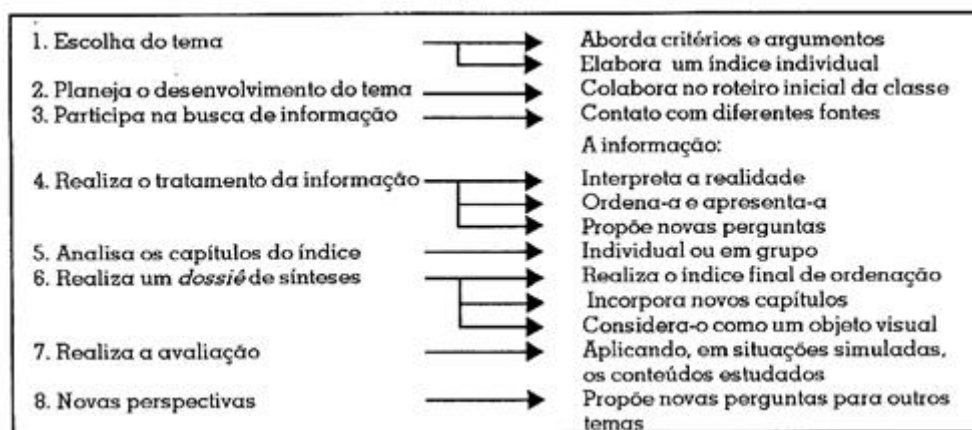 1. Escolha do tema
Aborda critérios e argumentos
Elabora um índice individual
2. Planeja o desenvolvimento do tema
Colabora no roteiro inicial da classe
3. Participa na busca de informação
Contato com diferentes fontes
A informação:
4. Realiza o tratamento da informação
Interpreta a realidade
Ordena-a e apresenta-a
Propõe novas perguntas
5. Analisa os capítulos do índice
Individual ou em grupo
6. Realiza um dossiê de sínteses
Realiza o índice final de ordenação
Incorpora novos capítulos
Considera-o como um objeto visual
7. Realiza a avaliação
Aplicando, em situações simuladas,
os conteúdos estudados
8. Novas perspectivas
Propõe novas perguntas para outros
temas